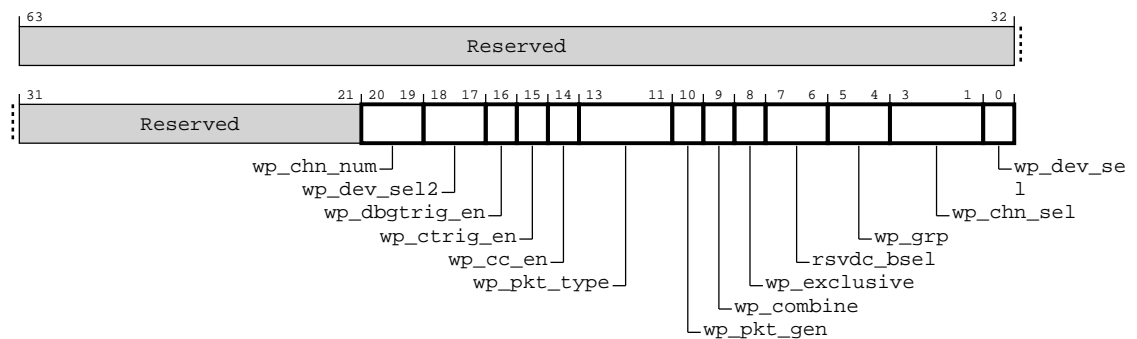 63 32
Reserved
31 21 20 19 18 17 16 15 14 13 11 10 9 8 7 6 5 4 3 1 0
Reserved
wp_chn_num wp_dev_se
l
wp_dev_sel2
wp_dbgtrig_en wp_chn_sel
wp_ctrig_en wp_grp
wp_cc_en rsvdc_bsel
wp_pkt_type wp_exclusive
wp_combine
wp_pkt_gen